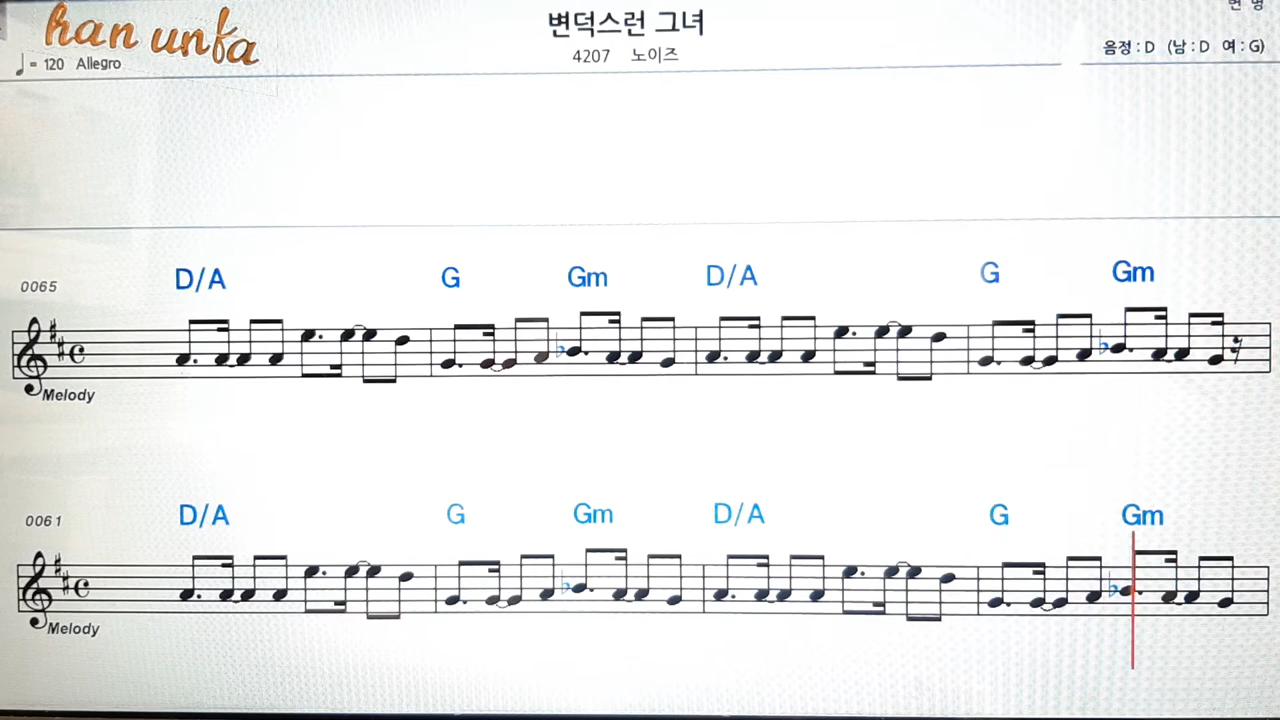 han unfa
변덕스런 그녀
♩= 120 Allegro
4207 노이즈
음정 : D (남 : D 여 : G)
D/A G Gm D/A G Gm
0065
Melody
D/A G Gm D/A G Gm
0061
Melody